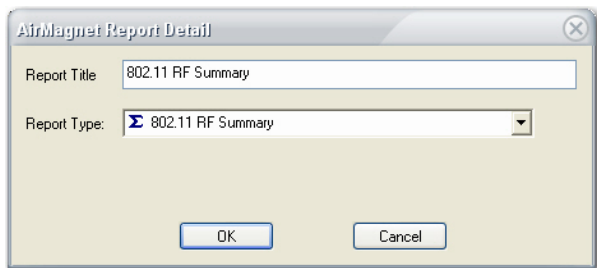 AirMagnet Report Detail
Report Title 802.11 RF Summary
Report Type: Σ 802.11 RF Summary
OK Cancel